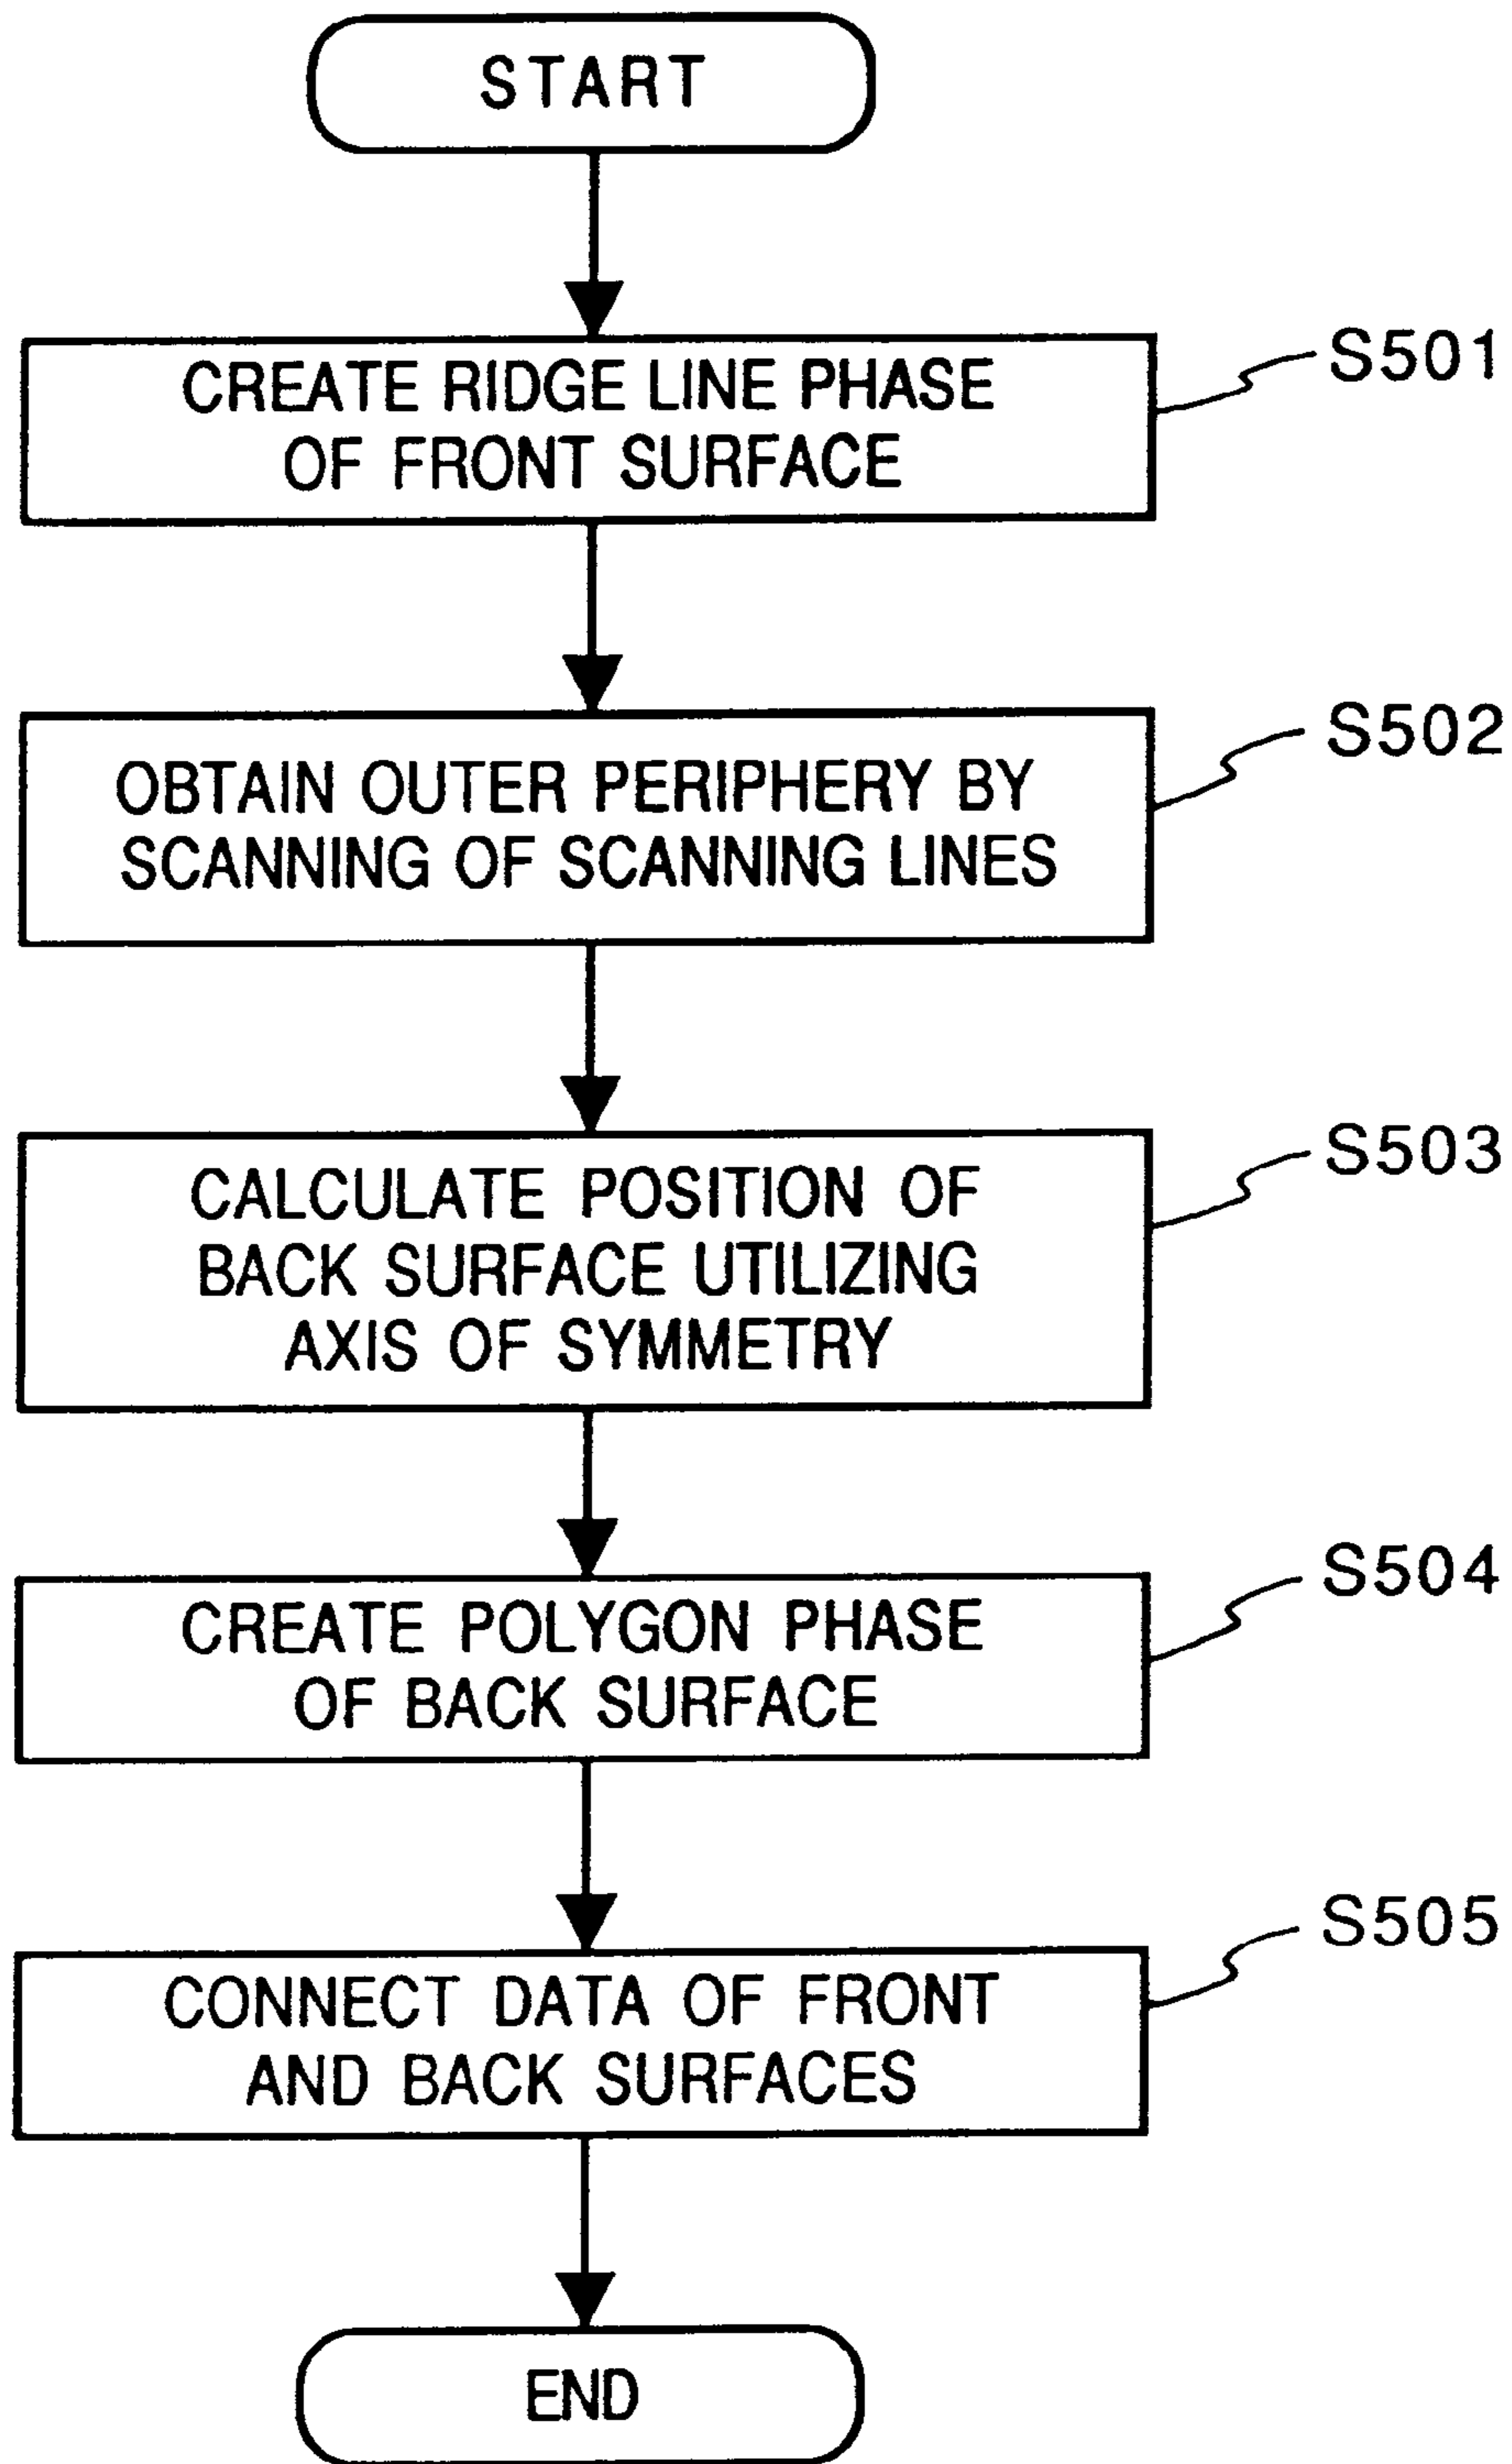 START
CREATE RIDGE LINE PHASE
OF FRONT SURFACE
S501
OBTAIN OUTER PERIPHERY BY
SCANNING OF SCANNING LINES
S502
CALCULATE POSITION OF
BACK SURFACE UTILIZING
AXIS OF SYMMETRY
S503
CREATE POLYGON PHASE
OF BACK SURFACE
S504
CONNECT DATA OF FRONT
AND BACK SURFACES
S505
END